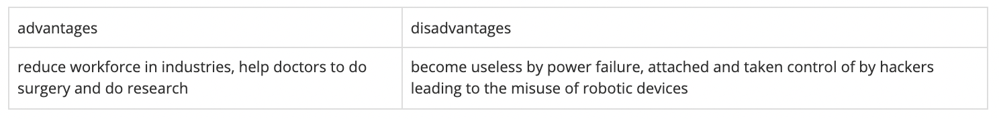 advantages
disadvantages
reduce workforce in industries, help doctors to do
surgery and do research
become useless by power failure, attached and taken control of by hackers
leading to the misuse of robotic devices